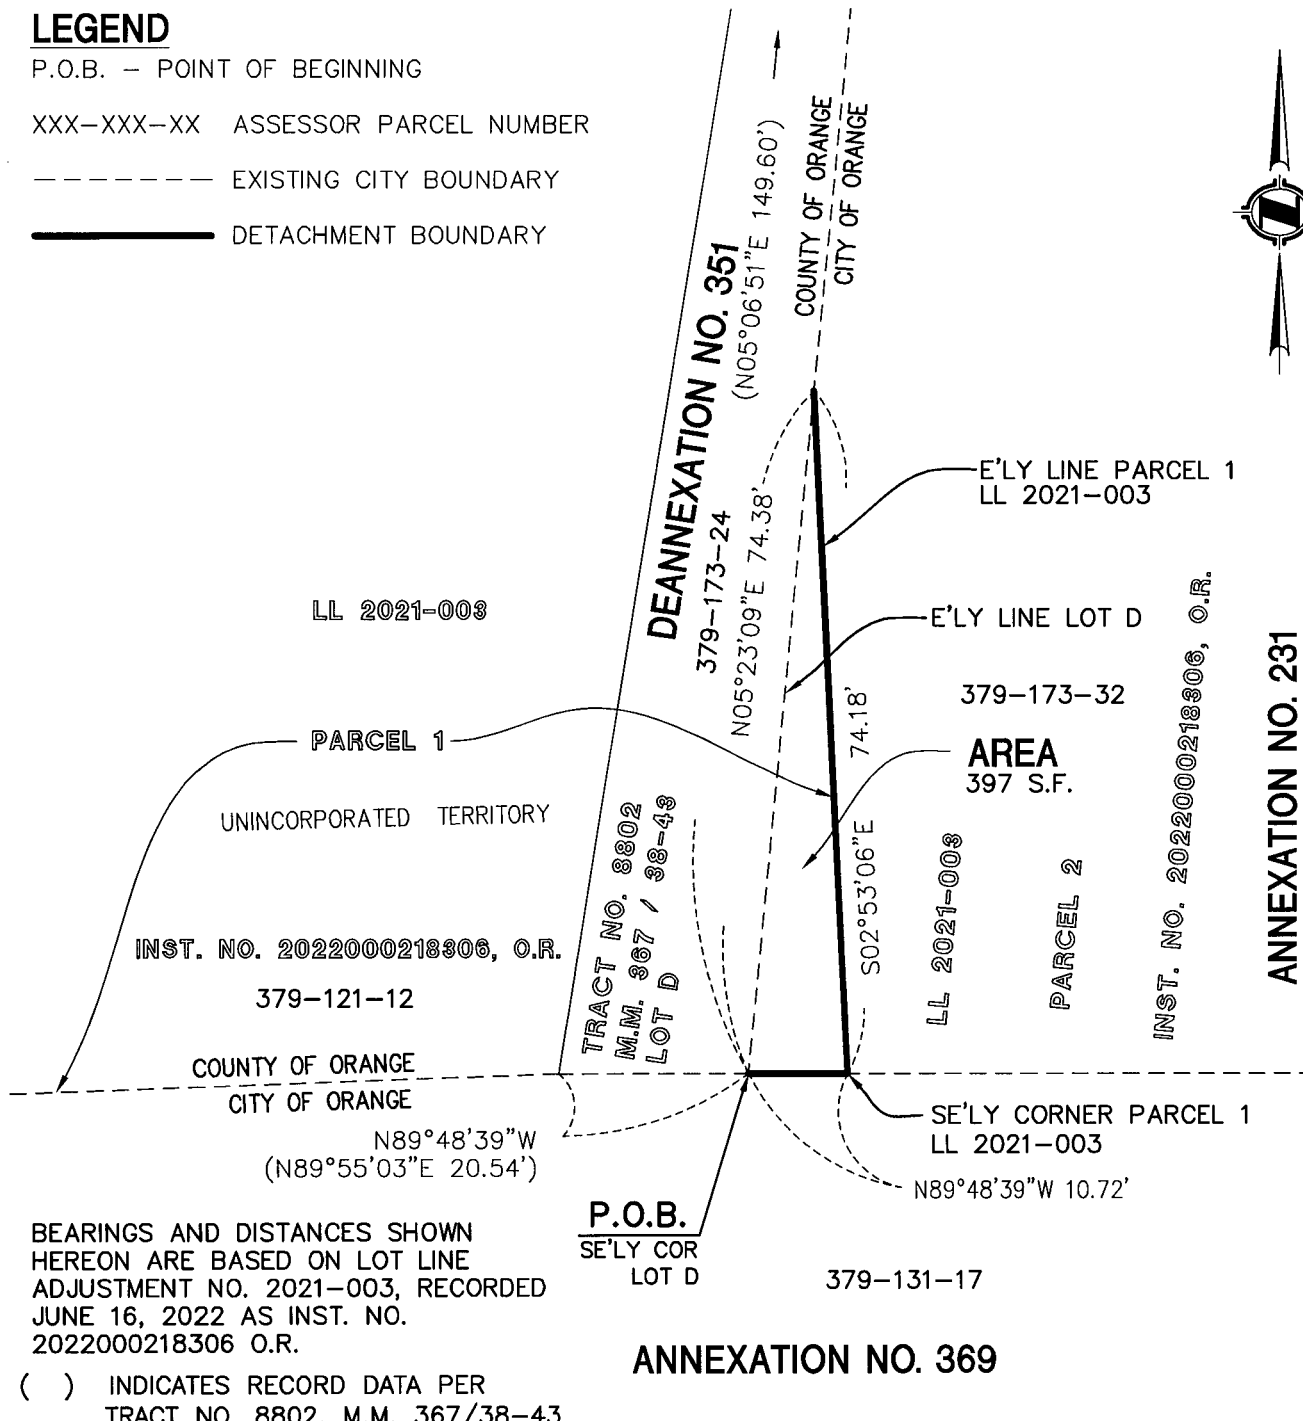 LEGEND
P.O.B. – POINT OF BEGINNING
XXX–XXX–XX ASSESSOR PARCEL NUMBER
EXISTING CITY BOUNDARY
DETACHMENT BOUNDARY
DEANNEXATION NO. 351
(N05°06'51"E 149.60')
COUNTY OF ORANGE
CITY OF ORANGE
379–173–24
N05°23'09"E 74.38'
E'LY LINE PARCEL 1
LL 2021–003
E'LY LINE LOT D
LL 2021-003
379–173–32
74.18'
S02°53'06"E
AREA
397 S.F.
PARCEL 1
UNINCORPORATED TERRITORY
TRACT NO. 8802
M.M. 367 / 38-43
LOT D
LL 2021-003
PARCEL 2
INST. NO. 2022000218306, O.R.
ANNEXATION NO. 231
INST. NO. 2022000218306, O.R.
379–121–12
COUNTY OF ORANGE
CITY OF ORANGE
N89°48'39"W
(N89°55'03"E 20.54')
SE'LY CORNER PARCEL 1
LL 2021–003
N89°48'39"W 10.72'
P.O.B.
SE'LY COR
LOT D
379–131–17
BEARINGS AND DISTANCES SHOWN
HEREON ARE BASED ON LOT LINE
ADJUSTMENT NO. 2021–003, RECORDED
JUNE 16, 2022 AS INST. NO.
2022000218306 O.R.
ANNEXATION NO. 369
( ) INDICATES RECORD DATA PER
TRACT NO. 8802, M.M. 367/38–43